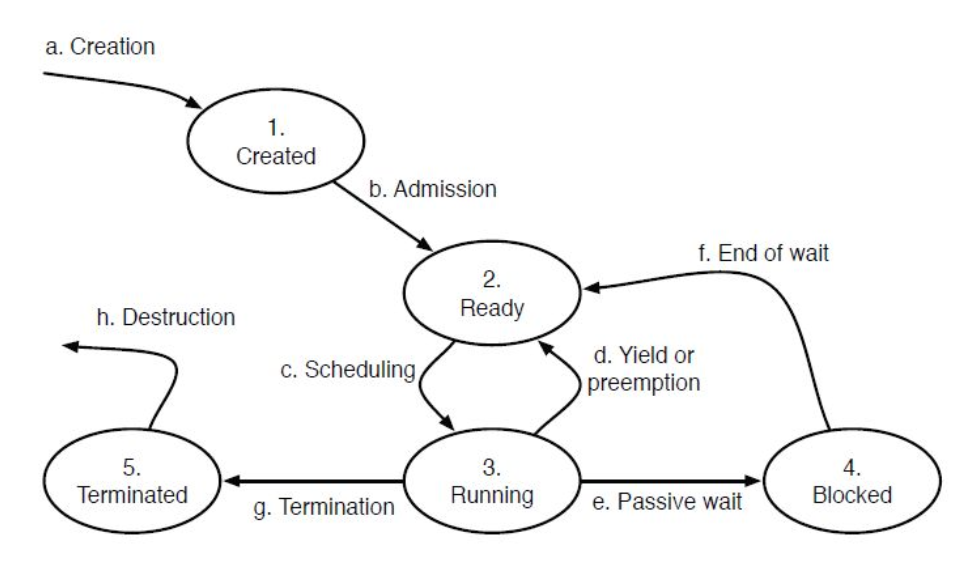 a. Creation
1.
Created
b. Admission
2.
Ready
f. End of wait
h. Destruction
c. Scheduling
d. Yield or
preemption
5.
Terminated
g. Termination
3.
Running
e. Passive wait
4.
Blocked